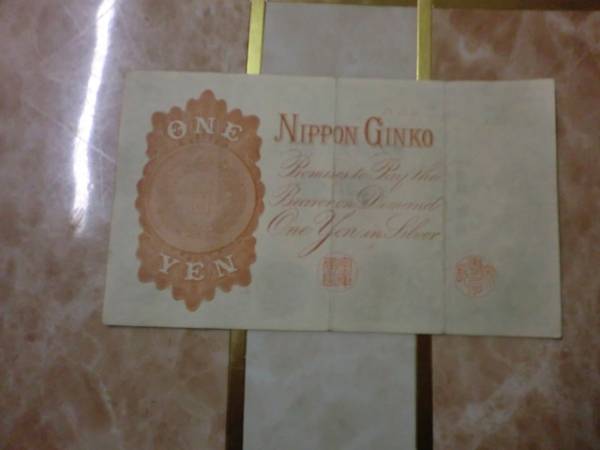 ONE
YEN
NIPPON GINKO
Promises to Pay the
Bearer on Demand
One Yen in Silver